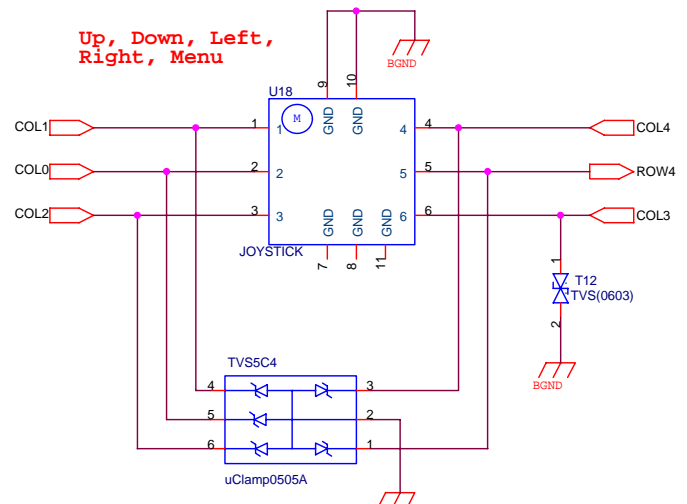 Up, Down, Left,
Right, Menu
BGND
9
10
U18
M
GND
GND
COL1
1
1
4
4
COL4
COL0
2
2
5
5
ROW4
COL2
3
3
6
6
COL3
GND
GND
GND
JOYSTICK
7
8
11
1
T12
TVS(0603)
2
BGND
TVS5C4
4
3
5
2
6
1
uClamp0505A